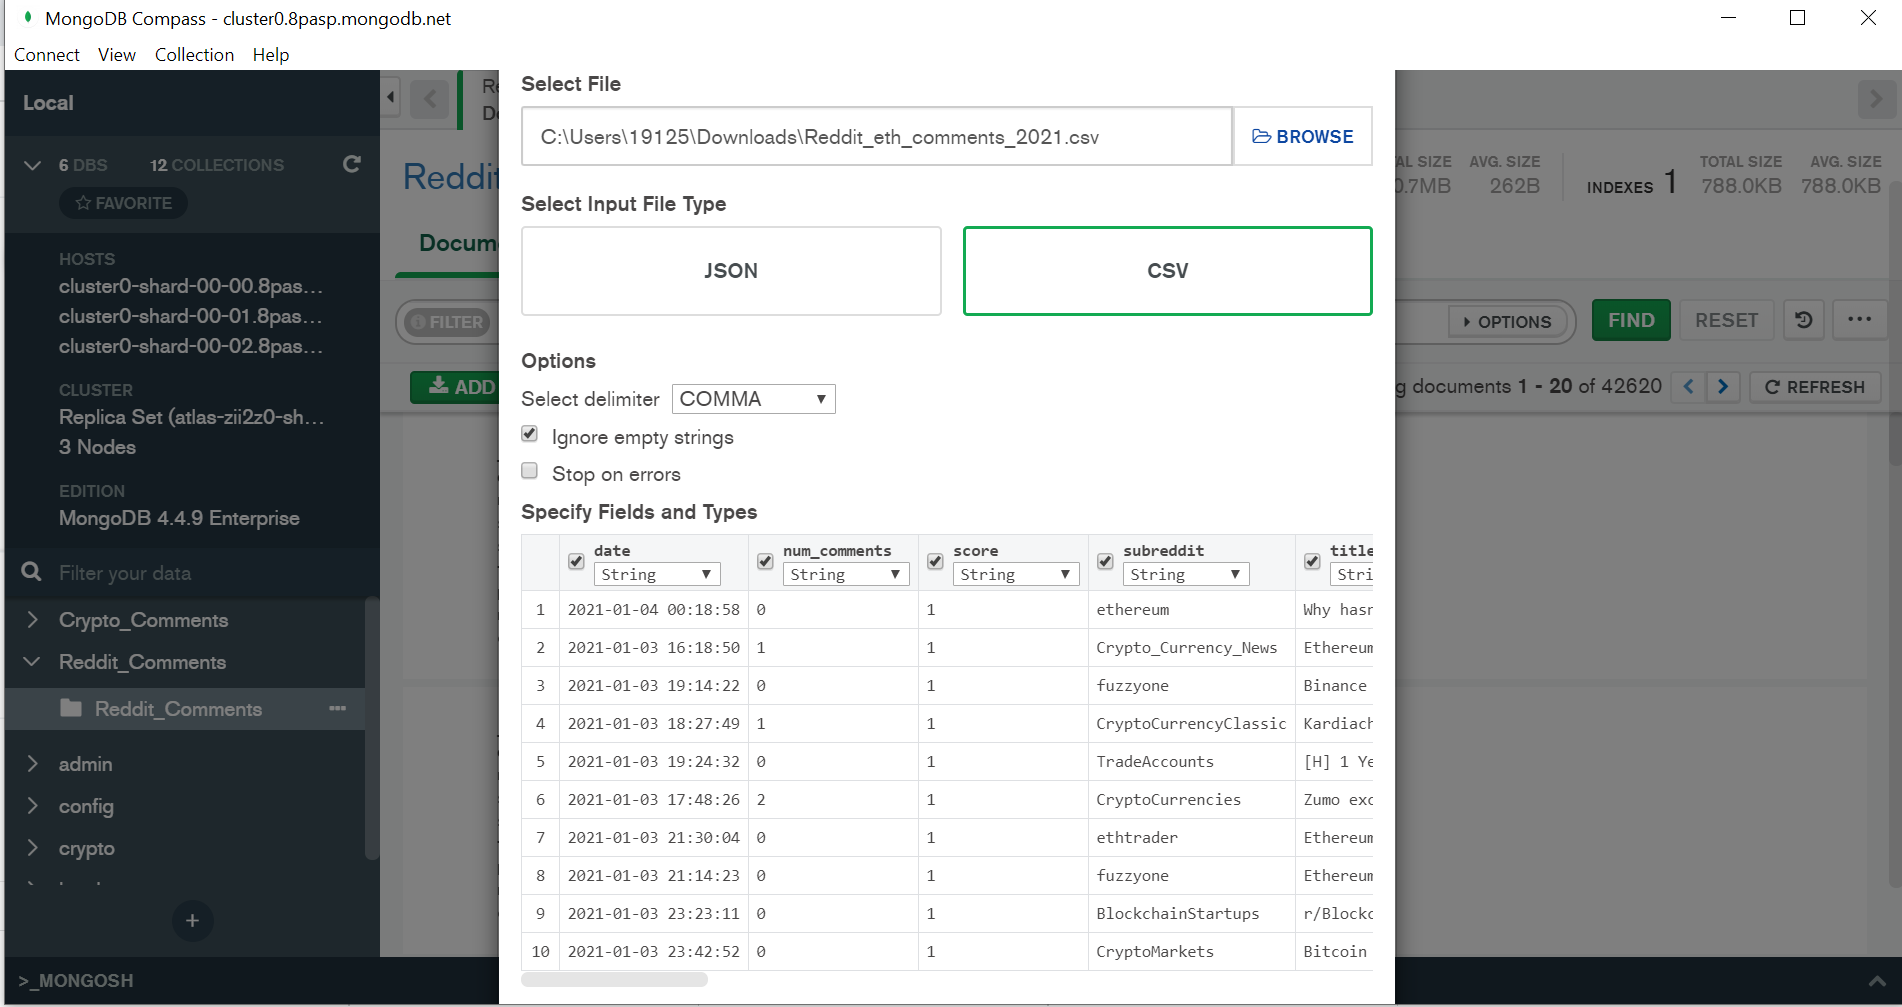 MongoDB Compass - cluster0.8pasp.mongodb.net
Connect View Collection Help
Local
6 DBS 12 COLLECTIONS
FAVORITE
HOSTS
cluster0-shard-00-00.8pas...
cluster0-shard-00-01.8pas...
cluster0-shard-00-02.8pas...
CLUSTER
Replica Set (atlas-zii2z0-sh...
3 Nodes
EDITION
MongoDB 4.4.9 Enterprise
Filter your data
Crypto_Comments
Reddit_Comments
Reddit_Comments
admin
config
crypto
>_MONGOSH
Reddit
Docum
FILTER
ADD
Select File
C:\Users\19125\Downloads\Reddit_eth_comments_2021.csv
BROWSE
Select Input File Type
JSON
CSV
Options
Select delimiter COMMA
Ignore empty strings
Stop on errors
Specify Fields and Types
date num_comments score subreddit title
String String String String Stri
1 2021-01-04 00:18:58 0 1 ethereum Why hasn
2 2021-01-03 16:18:50 1 1 Crypto_Currency_News Ethereum
3 2021-01-03 19:14:22 0 1 fuzzyone Binance
4 2021-01-03 18:27:49 1 1 CryptoCurrencyClassic Kardiach
5 2021-01-03 19:24:32 0 1 TradeAccounts [H] 1 Ye
6 2021-01-03 17:48:26 2 1 CryptoCurrencies Zumo exc
7 2021-01-03 21:30:04 0 1 ethtrader Ethereum
8 2021-01-03 21:14:23 0 1 fuzzyone Ethereum
9 2021-01-03 23:23:11 0 1 BlockchainStartups r/Blockc
10 2021-01-03 23:42:52 0 1 CryptoMarkets Bitcoin
AL SIZE AVG. SIZE TOTAL SIZE AVG. SIZE
0.7MB 262B INDEXES 1 788.0KB 788.0KB
OPTIONS FIND RESET
g documents 1 - 20 of 42620 REFRESH